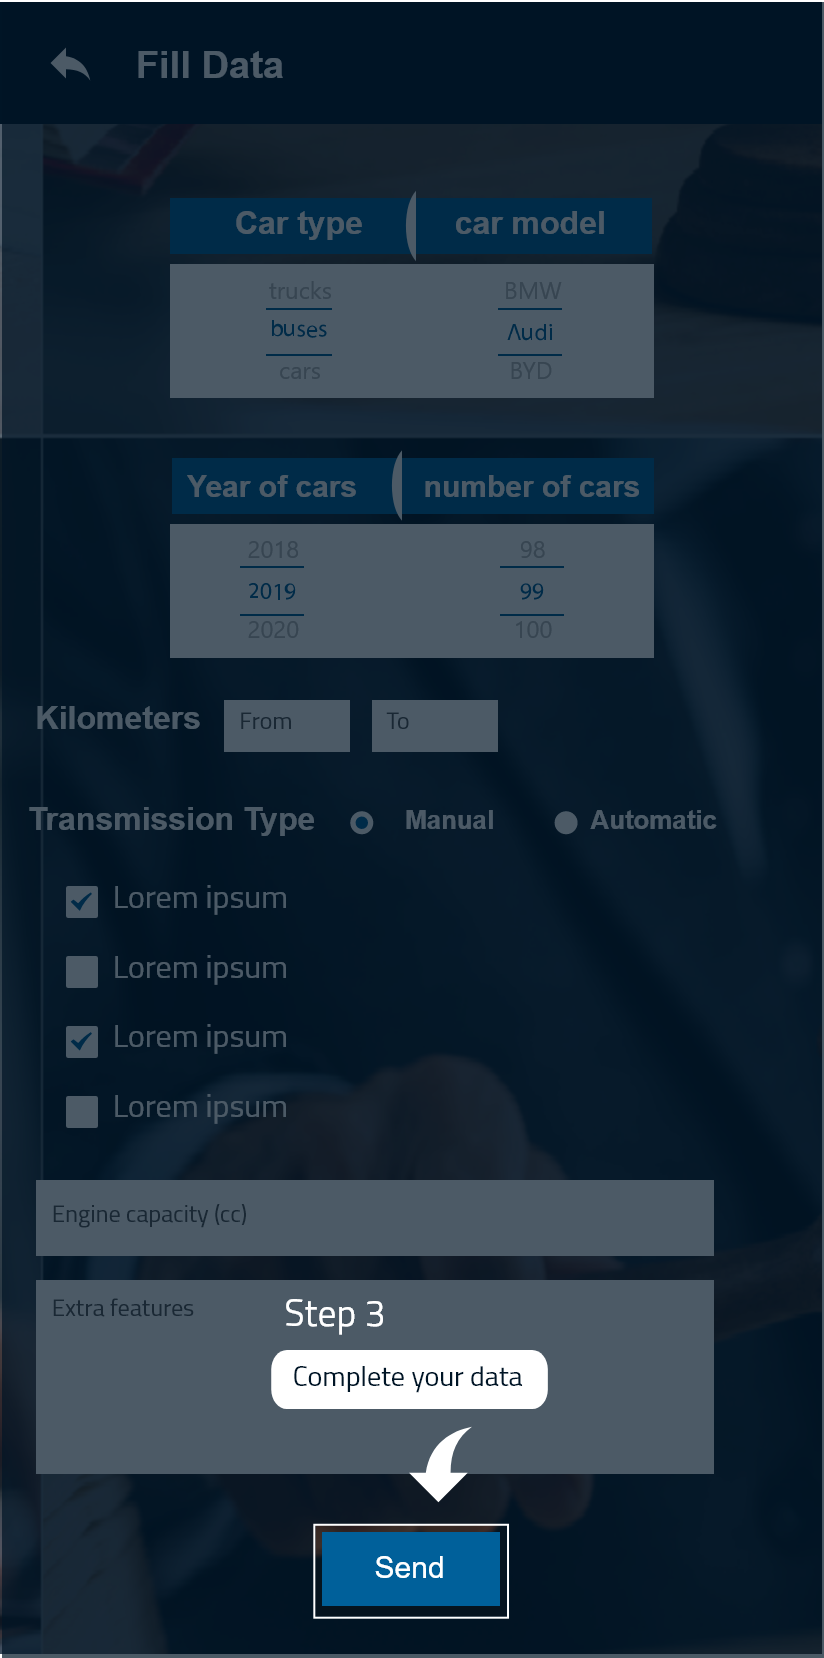 Fill Data
Car type car model
trucks BMW
buses Audi
cars BYD
Year of cars number of cars
2018 98
2019 99
2020 100
Kilometers From To
Transmission Type Manual Automatic
Lorem ipsum
Lorem ipsum
Lorem ipsum
Lorem ipsum
Engine capacity (cc)
Extra features
Step 3
Complete your data
Send